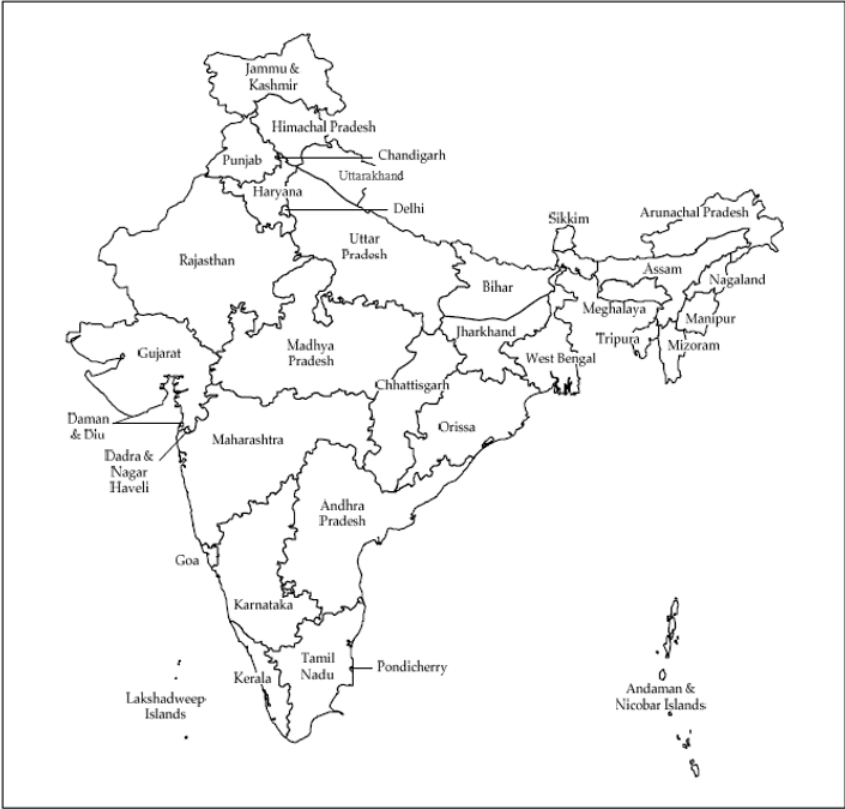 Jammu &
Kashmir
Himachal Pradesh
Punjab
Chandigarh
Uttarakhand
Haryana
Delhi
Sikkim
Arunachal Pradesh
Rajasthan
Uttar
Pradesh
Bihar
Assam
Nagaland
Meghalaya
Manipur
Tripura
Mizoram
Jharkhand
West Bengal
Gujarat
Madhya
Pradesh
Chhattisgarh
Daman
& Diu
Orissa
Maharashtra
Dadra &
Nagar
Haveli
Andhra
Pradesh
Goa
Karnataka
Tamil
Nadu
Pondicherry
Kerala
Lakshadweep
Islands
Andaman &
Nicobar Islands